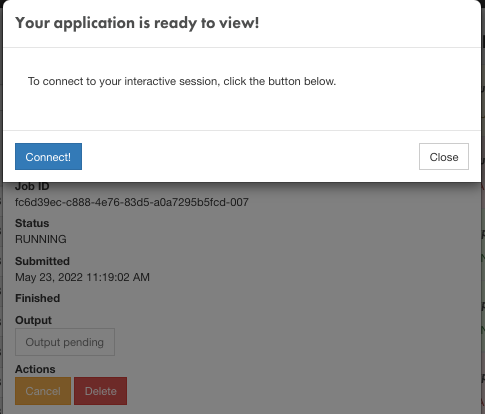 Your application is ready to view!
To connect to your interactive session, click the button below.
Connect!
Close
Job ID
fc6d39ec-c888-4e76-83d5-a0a7295b5fcd-007
Status
RUNNING
Submitted
May 23, 2022 11:19:02 AM
Finished
Output
Output pending
Actions
Cancel Delete